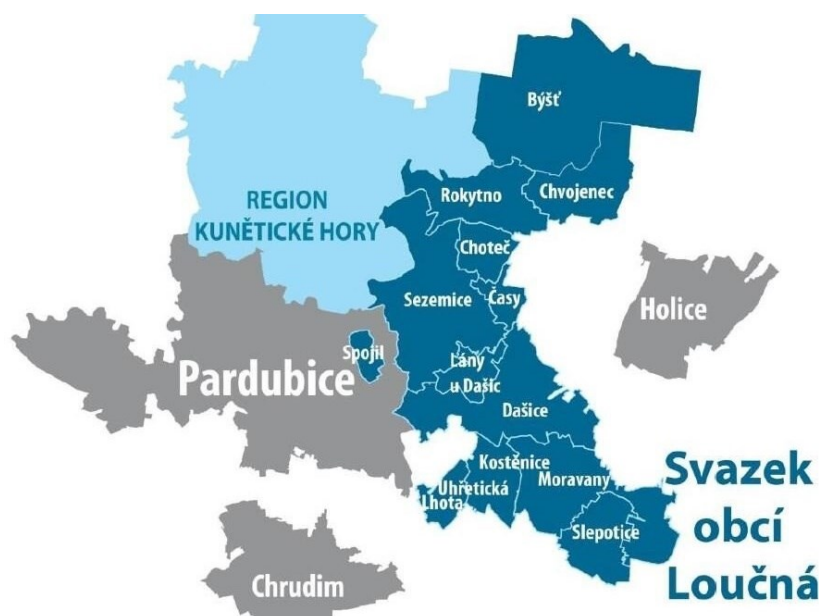 Býšť
Rokytno
Chvojenec
REGION
KUNĚTICKÉ HORY
Choteč
Sezemice
Časy
Holice
Spojil
Pardubice
Lány
u Dašic
Dašice
Kostěnice
Moravany
Uhřetická
Lhota
Slepotice
Svazek
obcí
Loučná
Chrudim